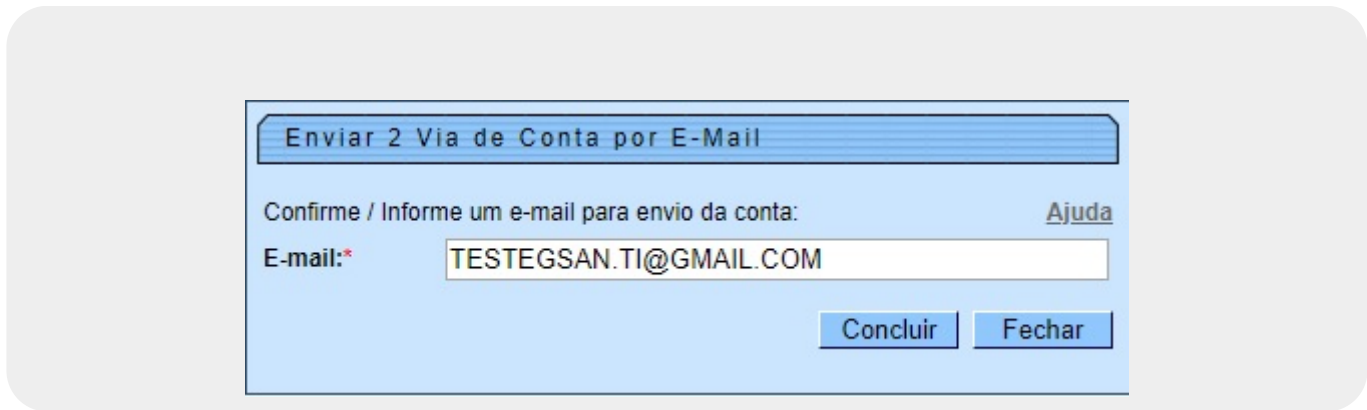 Enviar 2 Via de Conta por E-Mail
Confirme / Informe um e-mail para envio da conta: Ajuda
E-mail:* TESTEGSAN.TI@GMAIL.COM
Concluir Fechar